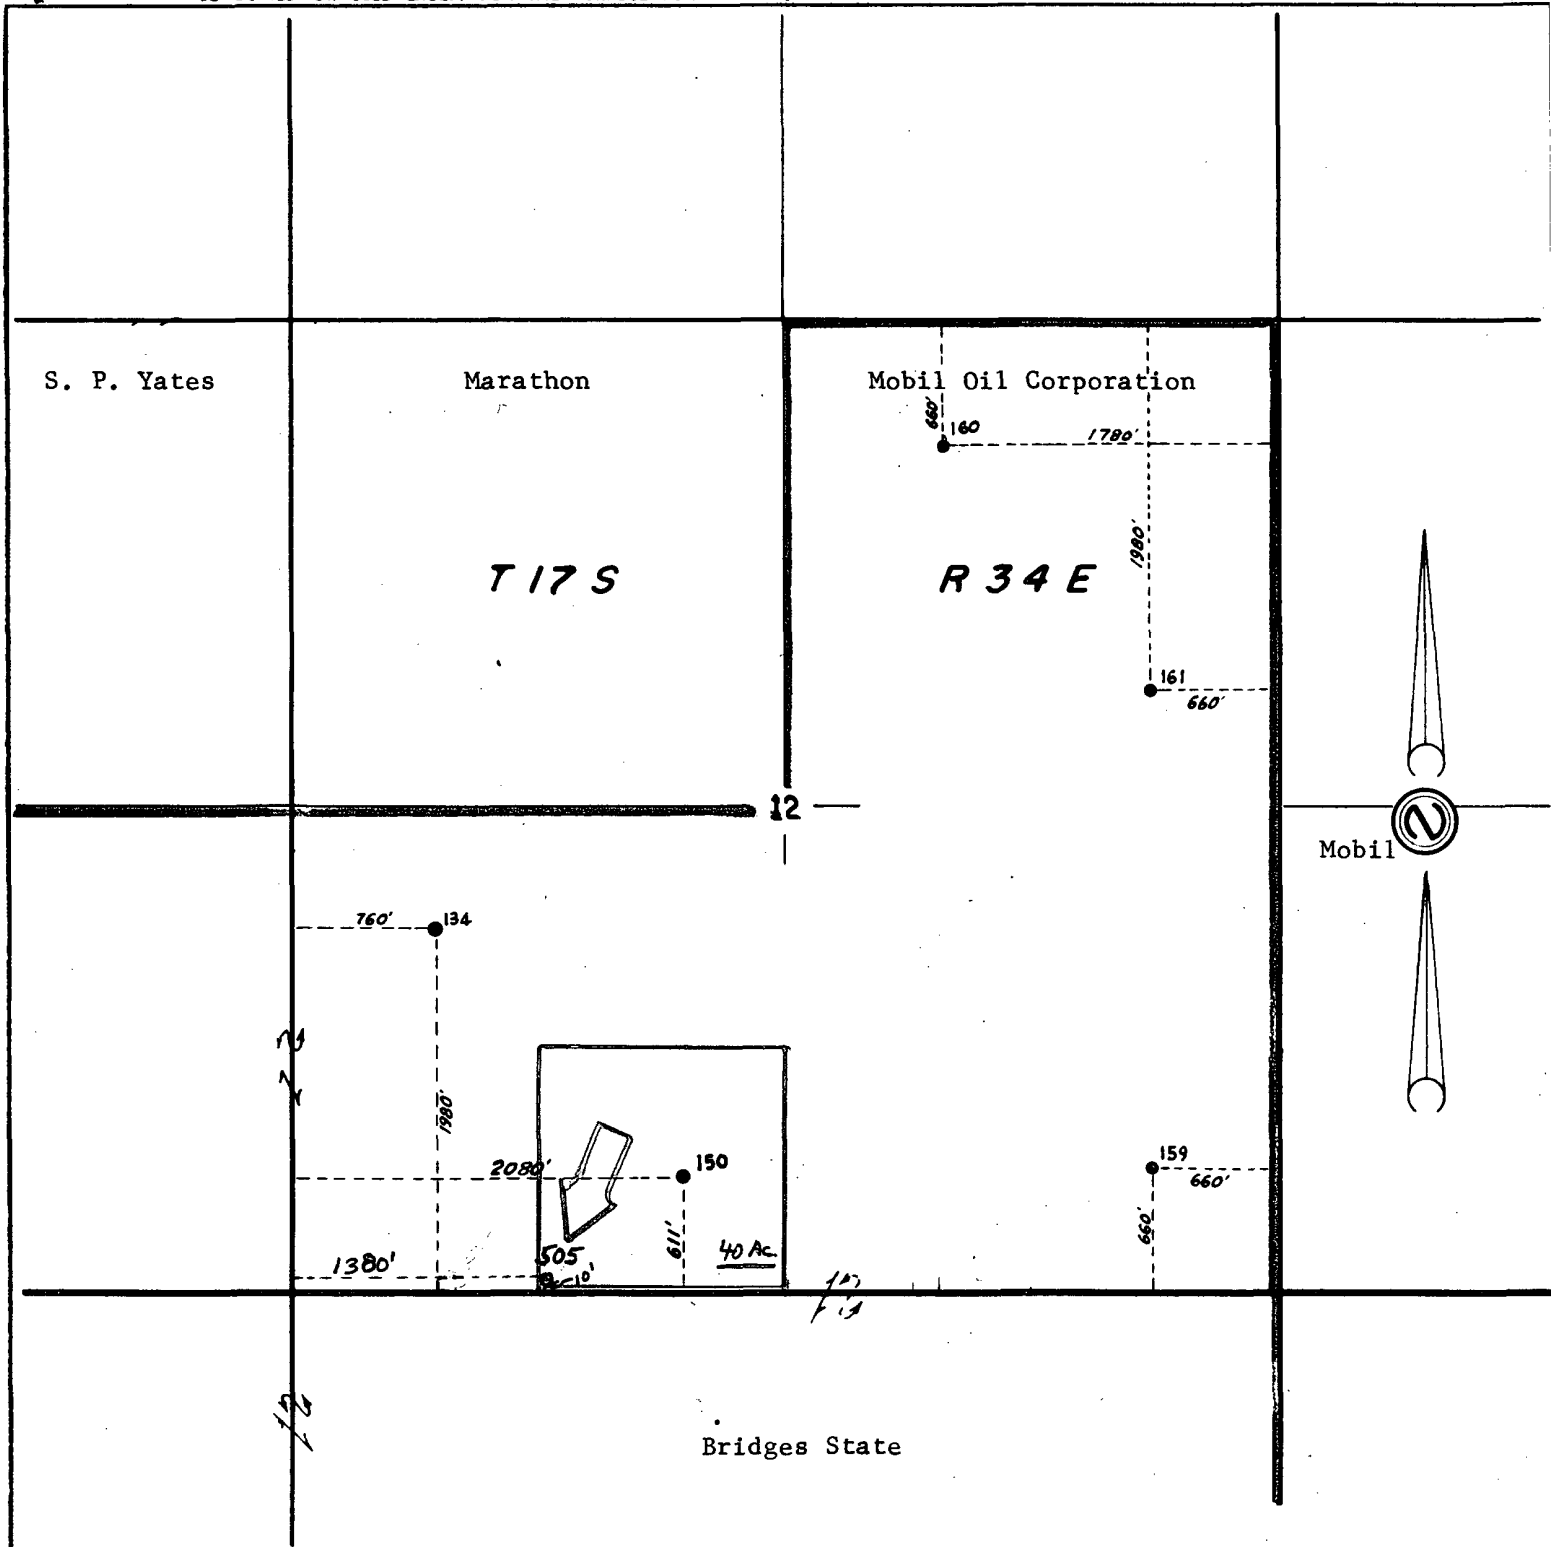 S. P. Yates
Marathon
Mobil Oil Corporation
660'
160
1780'
1980'
T 17 S
R 34 E
161
660'
12
Mobil
760'
134
1980'
2080'
150
159
660'
660'
611'
40 Ac.
505
1380'
10'
Bridges State